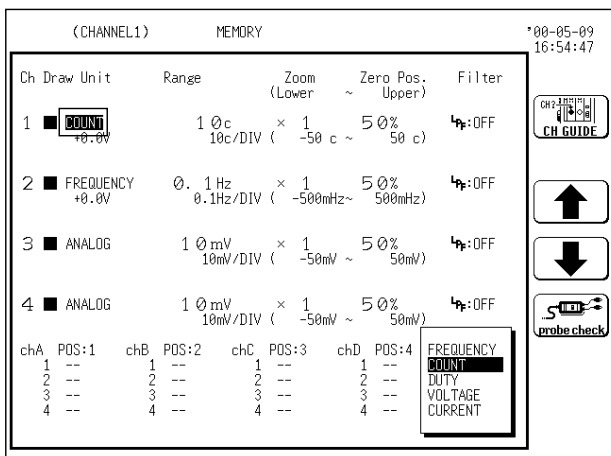 (CHANNEL1) MEMORY
'00-05-09
16:54:47
Ch Draw Unit Range Zoom Zero Pos. Filter
(Lower ~ Upper)
1 COUNT 10c × 1 50% LPF:OFF
+0.0V 10c/DIV ( -50 c ~ 50 c)
2 FREQUENCY 0. 1Hz × 1 50% LPF:OFF
+0.0V 0.1Hz/DIV ( -500mHz~ 500mHz)
3 ANALOG 10mV × 1 50% LPF:OFF
10mV/DIV ( -50mV ~ 50mV)
4 ANALOG 10mV × 1 50% LPF:OFF
10mV/DIV ( -50mV ~ 50mV)
chA POS:1 chB POS:2 chC POS:3 chD POS:4
1 -- 1 -- 1 -- 1 --
2 -- 2 -- 2 -- 2 --
3 -- 3 -- 3 -- 3 --
4 -- 4 -- 4 -- 4 --
FREQUENCY
COUNT
DUTY
VOLTAGE
CURRENT
CH2
CH GUIDE
probe check